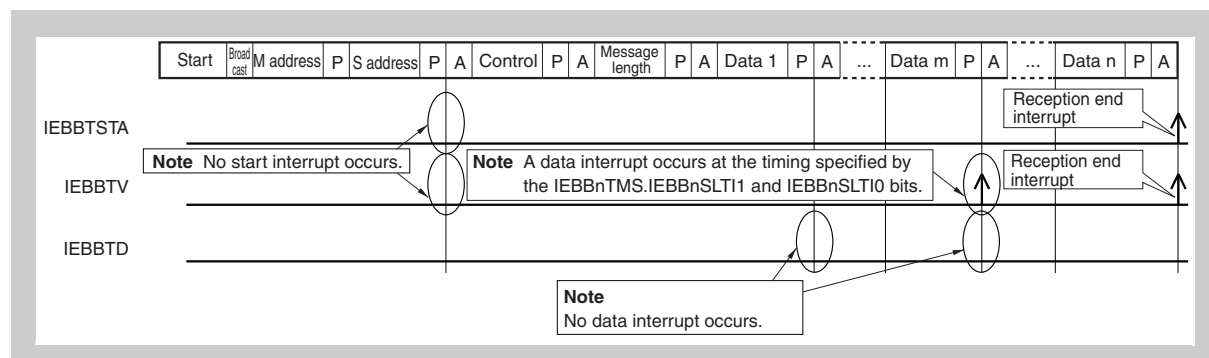 Start Broad cast M address P S address P A Control P A Message length P A Data 1 P A ... Data m P A ... Data n P A
Reception end
interrupt
IEBBTSTA
Note No start interrupt occurs.
Note A data interrupt occurs at the timing specified by
the IEBBnTMS.IEBBnSLTI1 and IEBBnSLTI0 bits.
Reception end
interrupt
IEBBTV
IEBBTD
Note
No data interrupt occurs.